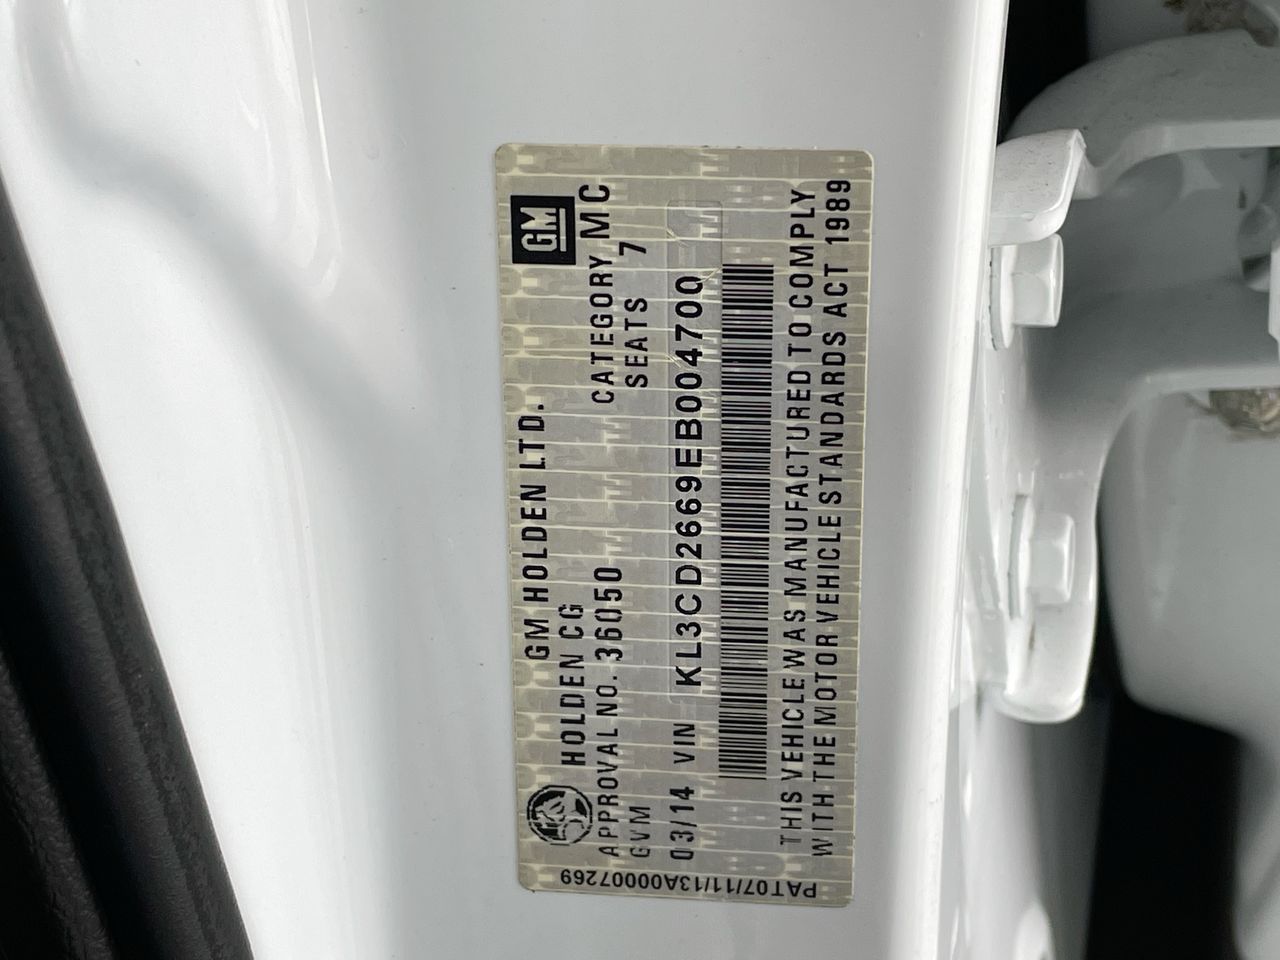 GM HOLDEN LTD.
GM
HOLDEN CG
CATEGORY MC
APPROVAL NO. 36050
SEATS 7
GVM
03/14 VIN KL3CD2669EB004700
THIS VEHICLE WAS MANUFACTURED TO COMPLY
WITH THE MOTOR VEHICLE STANDARDS ACT 1989
PAT07/11/13A00007269